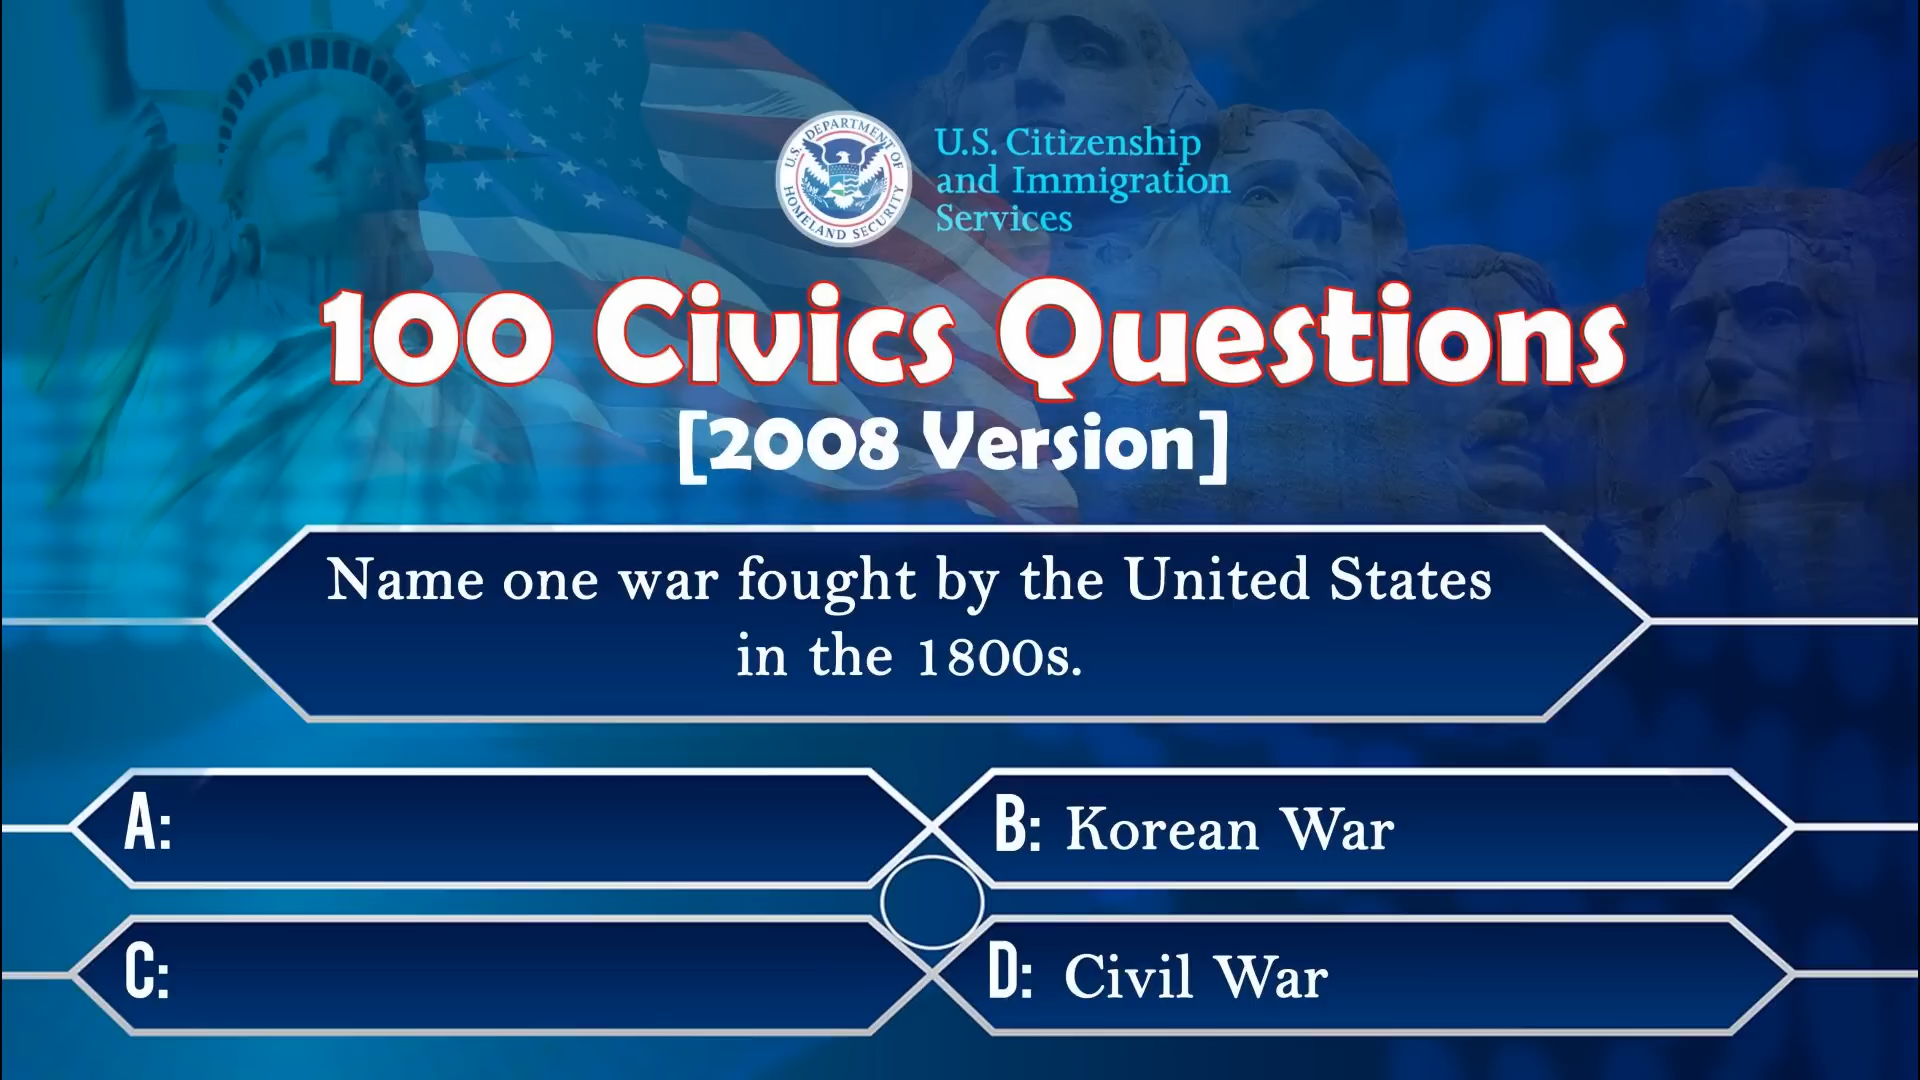 U.S. DEPARTMENT OF
HOMELAND SECURITY
U.S. Citizenship
and Immigration
Services
100 Civics Questions
[2008 Version]
Name one war fought by the United States
in the 1800s.
A:
B: Korean War
C:
D: Civil War